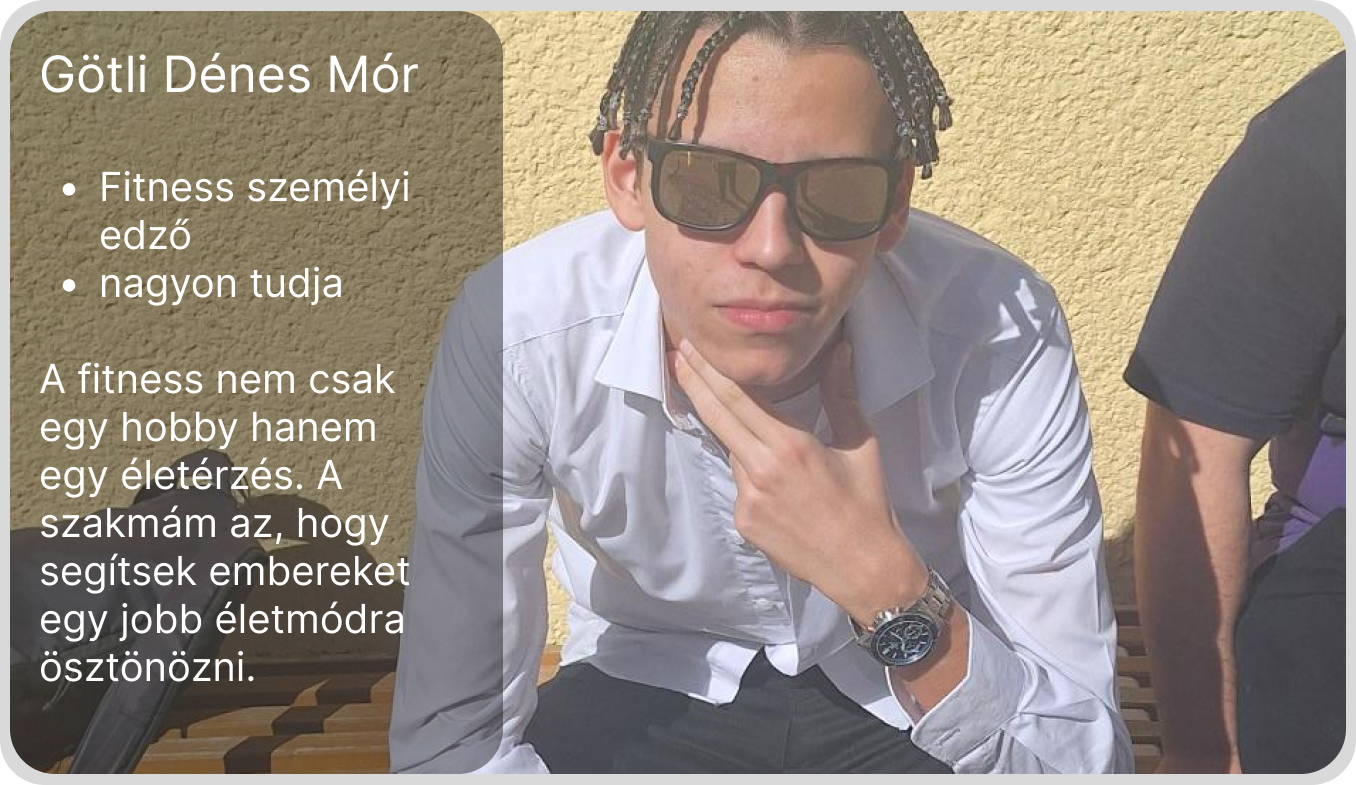 Götli Dénes Mór
• Fitness személyi
edző
• nagyon tudja
A fitness nem csak
egy hobby hanem
egy életérzés. A
szakmám az, hogy
segítsek embereket
egy jobb életmódra
ösztönözni.